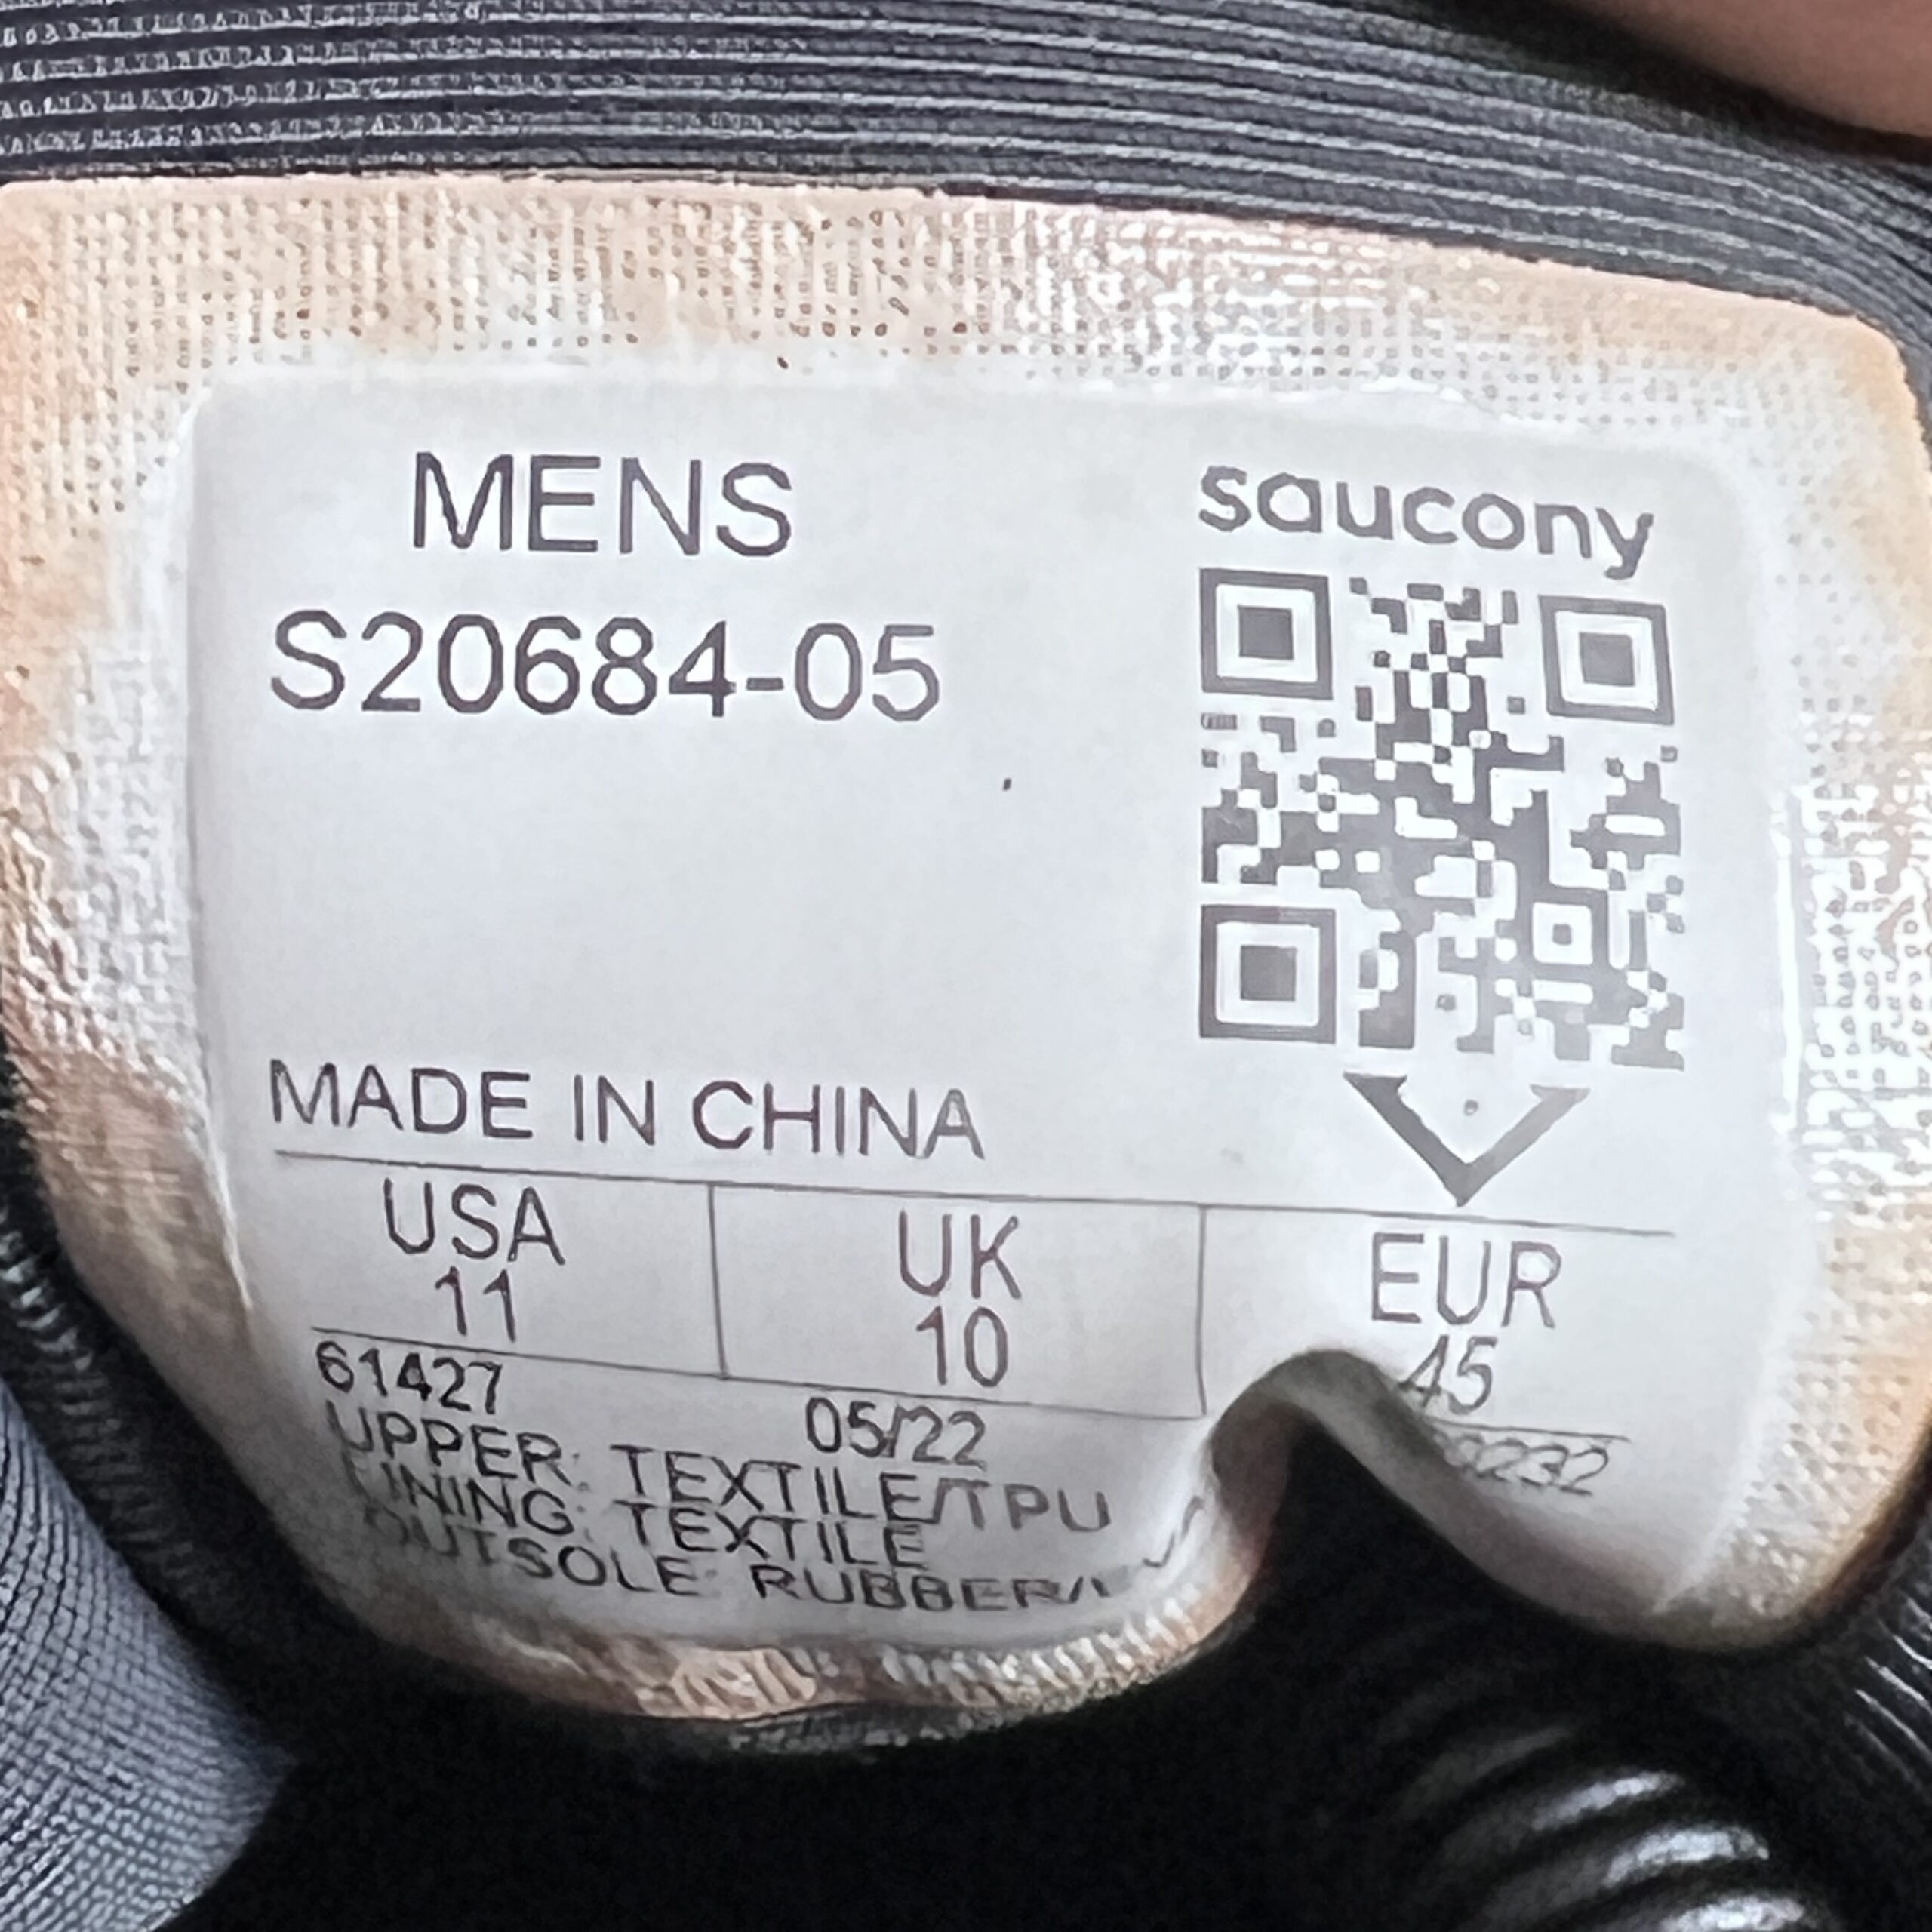 MENS
S20684-05
saucony
MADE IN CHINA
USA
11
UK
10
EUR
45
61427
05/22
UPPER: TEXTILE/TPU
LINING: TEXTILE
OUTSOLE: RUBBER/